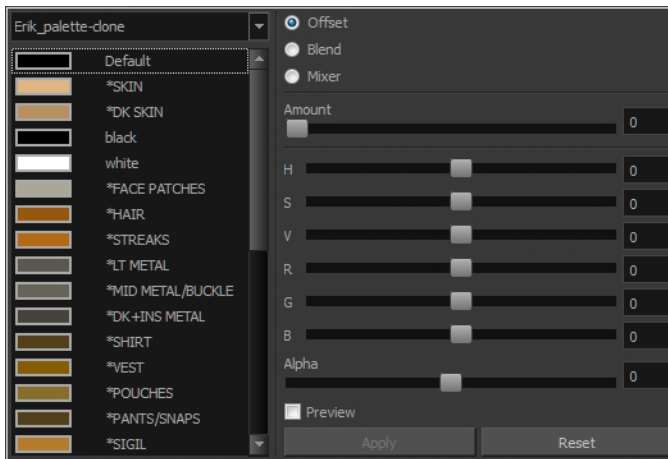 Erik_palette-clone
Default
*SKIN
*DK SKIN
black
white
*FACE PATCHES
*HAIR
*STREAKS
*LT METAL
*MID METAL/BUCKLE
*DK+INS METAL
*SHIRT
*VEST
*POUCHES
*PANTS/SNAPS
*SIGIL
Offset
Blend
Mixer
Amount
0
H 0
S 0
V 0
R 0
G 0
B 0
Alpha
0
Preview
Apply Reset